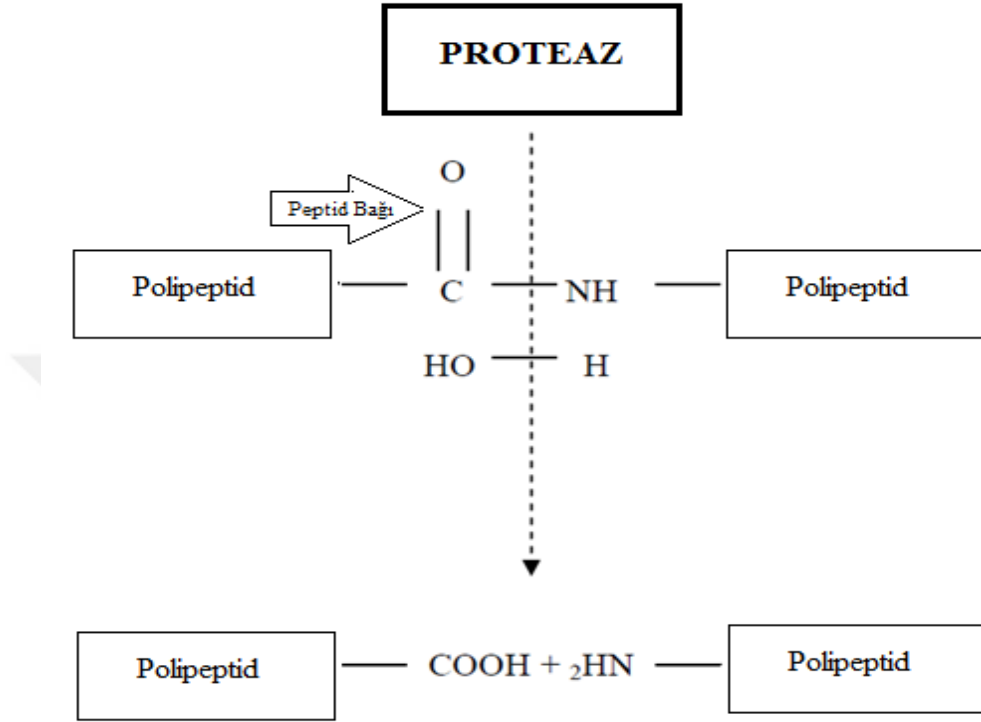 PROTEAZ
O
Peptid Bağı
Polipeptid C NH Polipeptid
HO H
Polipeptid COOH + ₂HN Polipeptid